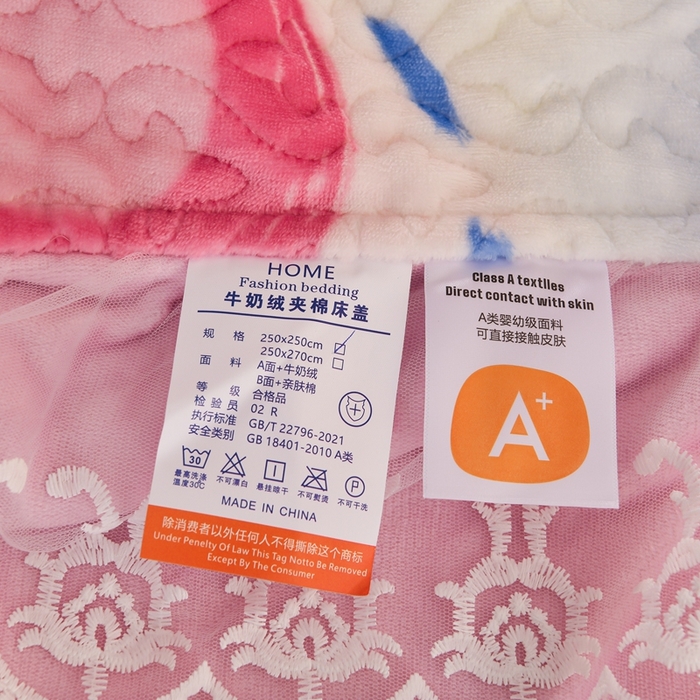 HOME
Fashion bedding
牛奶绒夹棉床盖
规 格 250x250cm ☑
250x270cm □
面 料 A面+牛奶绒
B面+亲肤棉
等 级 合格品
检 验 员 02 R
执行标准 GB/T 22796-2021
安全类别 GB 18401-2010 A类
30
P
最高洗涤温度30℃
不可漂白
悬挂晾干
不可熨烫
不可干洗
MADE IN CHINA
除消费者以外任何人不得撕除这个商标
Under Penelty Of Law This Tag Notto Be Removed
Except By The Consumer
Class A textlles
Direct contact with skin
A类婴幼级面料
可直接接触皮肤
A+